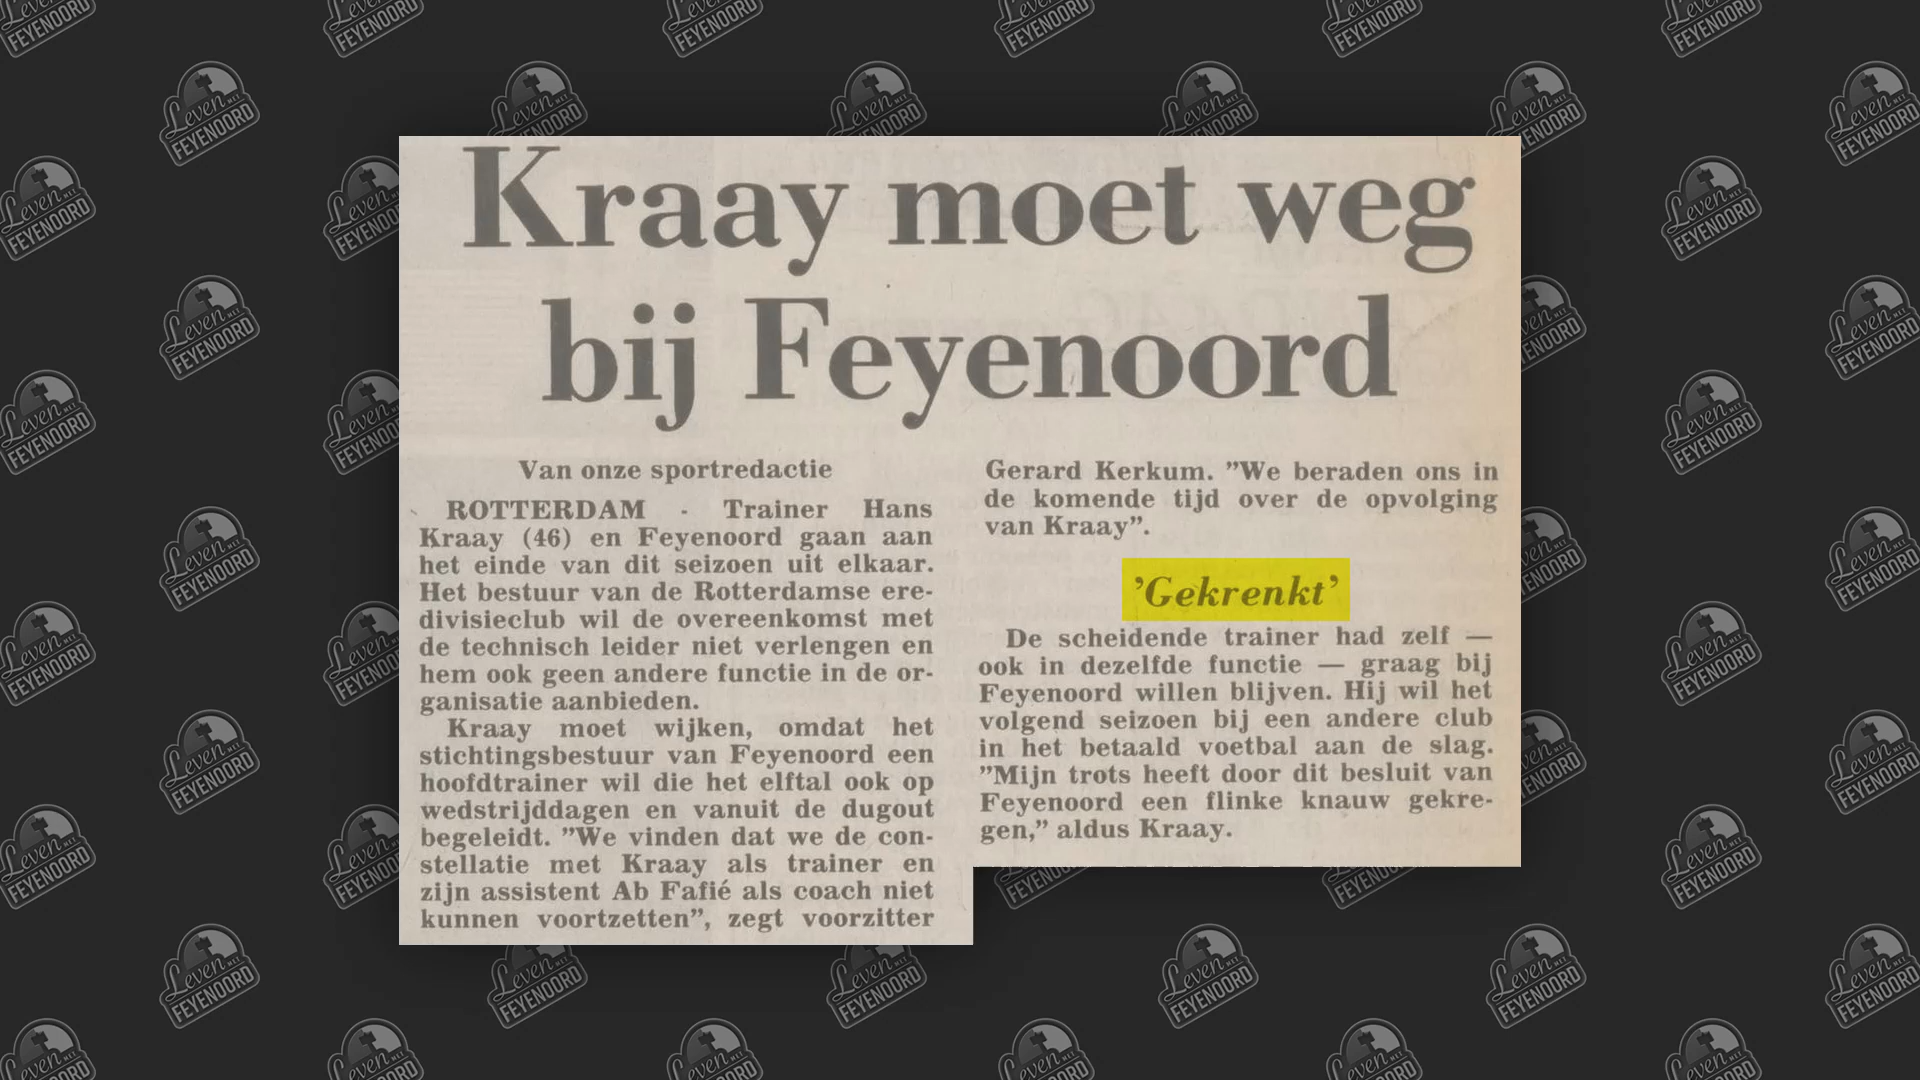 Kraay moet weg
bij Feyenoord
Van onze sportredactie
ROTTERDAM - Trainer Hans
Kraay (46) en Feyenoord gaan aan
het einde van dit seizoen uit elkaar.
Het bestuur van de Rotterdamse ere-
divisieclub wil de overeenkomst met
de technisch leider niet verlengen en
hem ook geen andere functie in de or-
ganisatie aanbieden.
Kraay moet wijken, omdat het
stichtingsbestuur van Feyenoord een
hoofdtrainer wil die het elftal ook op
wedstrijddagen en vanuit de dugout
begeleidt. ”We vinden dat we de con-
stellatie met Kraay als trainer en
zijn assistent Ab Fafié als coach niet
kunnen voortzetten”, zegt voorzitter
Gerard Kerkum. ”We beraden ons in
de komende tijd over de opvolging
van Kraay”.
’Gekrenkt’
De scheidende trainer had zelf —
ook in dezelfde functie — graag bij
Feyenoord willen blijven. Hij wil het
volgend seizoen bij een andere club
in het betaald voetbal aan de slag.
”Mijn trots heeft door dit besluit van
Feyenoord een flinke knauw gekre-
gen,” aldus Kraay.
Leven MET
FEYENOORD